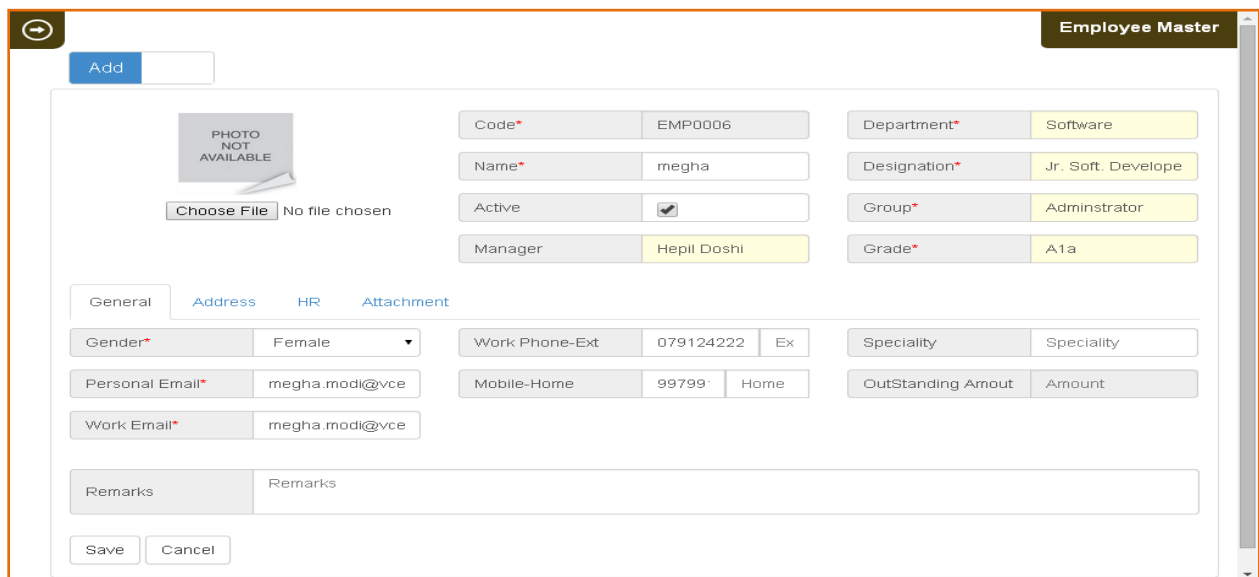 Employee Master
Add
PHOTO
NOT
AVAILABLE
Choose File No file chosen
Code* EMP0006
Name* megha
Active
Manager Hepil Doshi
Department* Software
Designation* Jr. Soft. Develope
Group* Adminstrator
Grade* A1a
General Address HR Attachment
Gender* Female
Personal Email* megha.modi@vce
Work Email* megha.modi@vce
Work Phone-Ext 079124222 Ex
Mobile-Home 99799 Home
Speciality Speciality
OutStanding Amout Amount
Remarks Remarks
Save Cancel